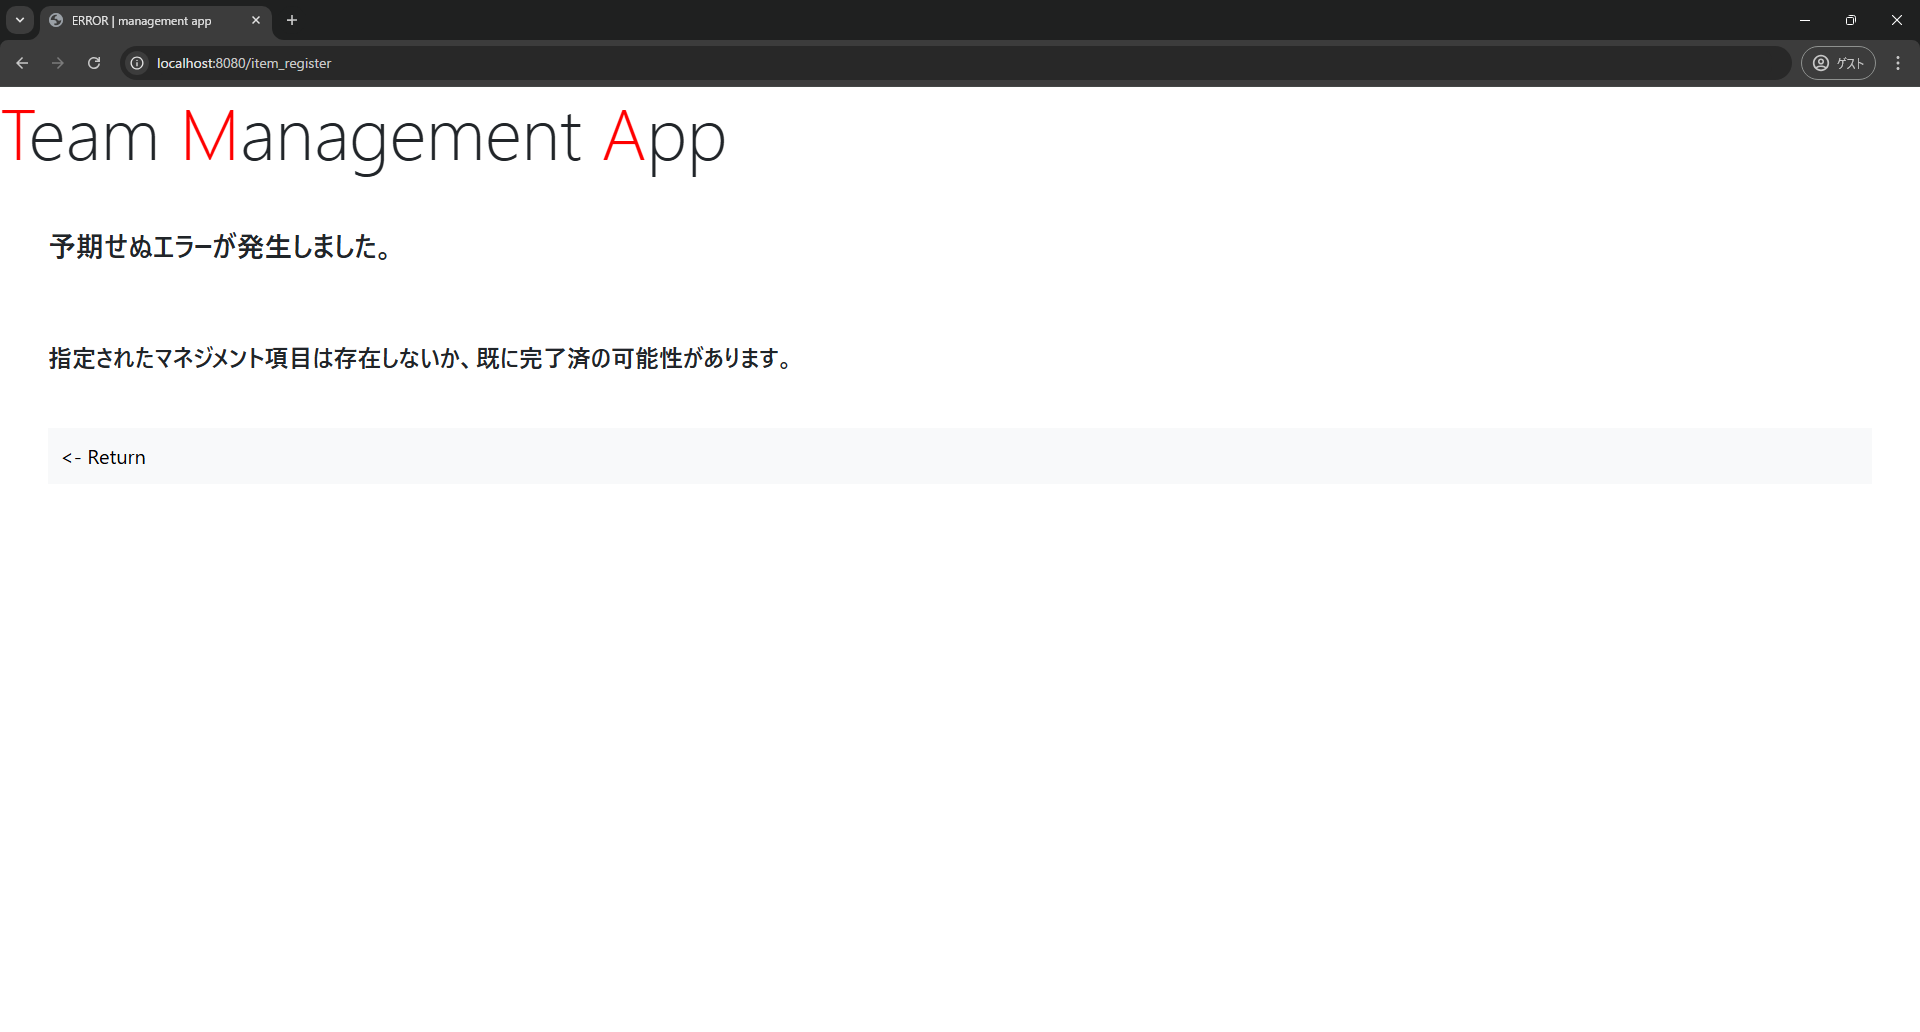 ERROR | management app
localhost:8080/item_register
ゲスト
Team Management App
予期せぬエラーが発生しました。
指定されたマネジメント項目は存在しないか、既に完了済の可能性があります。
<- Return